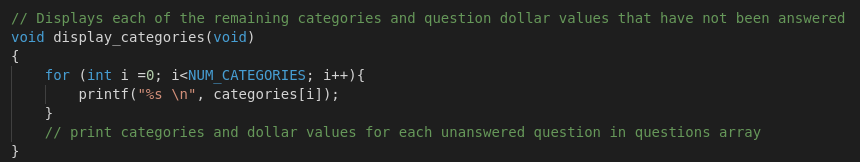 // Displays each of the remaining categories and question dollar values that have not been answered
void display_categories(void)
{
    for (int i =0; i<NUM_CATEGORIES; i++){
        printf("%s \n", categories[i]);
    }
    // print categories and dollar values for each unanswered question in questions array
}